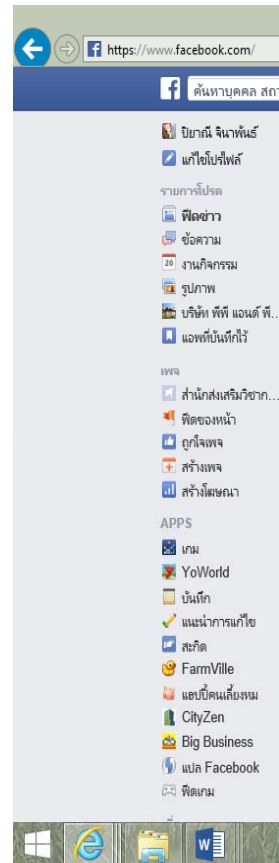 https://www.facebook.com/
ค้นหาบุคคล สถา
ปิยาณี จินาพันธ์
แก้ไขโปรไฟล์
รายการโปรด
ฟีดข่าว
ข้อความ
20 งานกิจกรรม
รูปภาพ
บริษัท พีพี แอนด์ พี...
แอพที่บันทึกไว้
เพจ
สำนักส่งเสริมวิชาก...
ฟีดของหน้า
ถูกใจเพจ
สร้างเพจ
สร้างโฆษณา
APPS
เกม
YoWorld
บันทึก
แนะนำการแก้ไข
สะกิด
FarmVille
แฮปปี้คนเลี้ยงหมู
CityZen
Big Business
แปล Facebook
ฟีดเกม